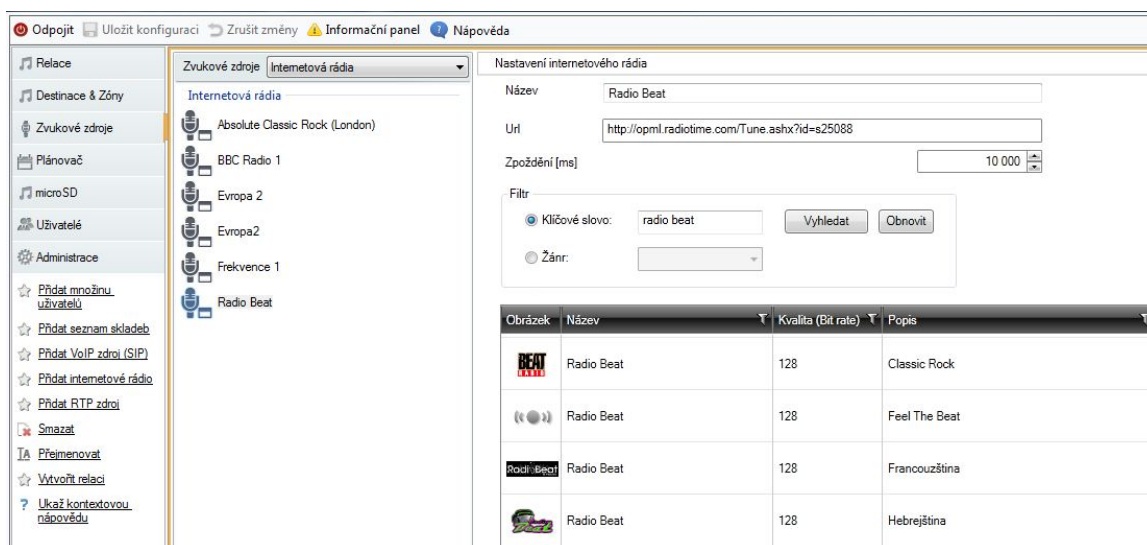 Odpojit Uložit konfiguraci Zrušit změny Informační panel Nápověda
Relace
Destinace & Zóny
Zvukové zdroje
Plánovač
microSD
Uživatelé
Administrace
Přidat množinu
uživatelů
Přidat seznam skladeb
Přidat VoIP zdroj (SIP)
Přidat internetové rádio
Přidat RTP zdroj
Smazat
Přejmenovat
Vytvořit relaci
Ukaž kontextovou
nápovědu
Zvukové zdroje Internetová rádia
Internetová rádia
Absolute Classic Rock (London)
BBC Radio 1
Evropa 2
Evropa2
Frekvence 1
Radio Beat
Nastavení internetového rádia
Název Radio Beat
Url http://opml.radiotime.com/Tune.ashx?id=s25088
Zpoždění [ms] 10 000
Filtr
Klíčové slovo: radio beat Vyhledat Obnovit
Žánr:
Obrázek Název Kvalita (Bit rate) Popis
BEAT RADIO Radio Beat 128 Classic Rock
Radio Beat 128 Feel The Beat
RadioBeat Radio Beat 128 Francouzština
Radio Beat 128 Hebrejština